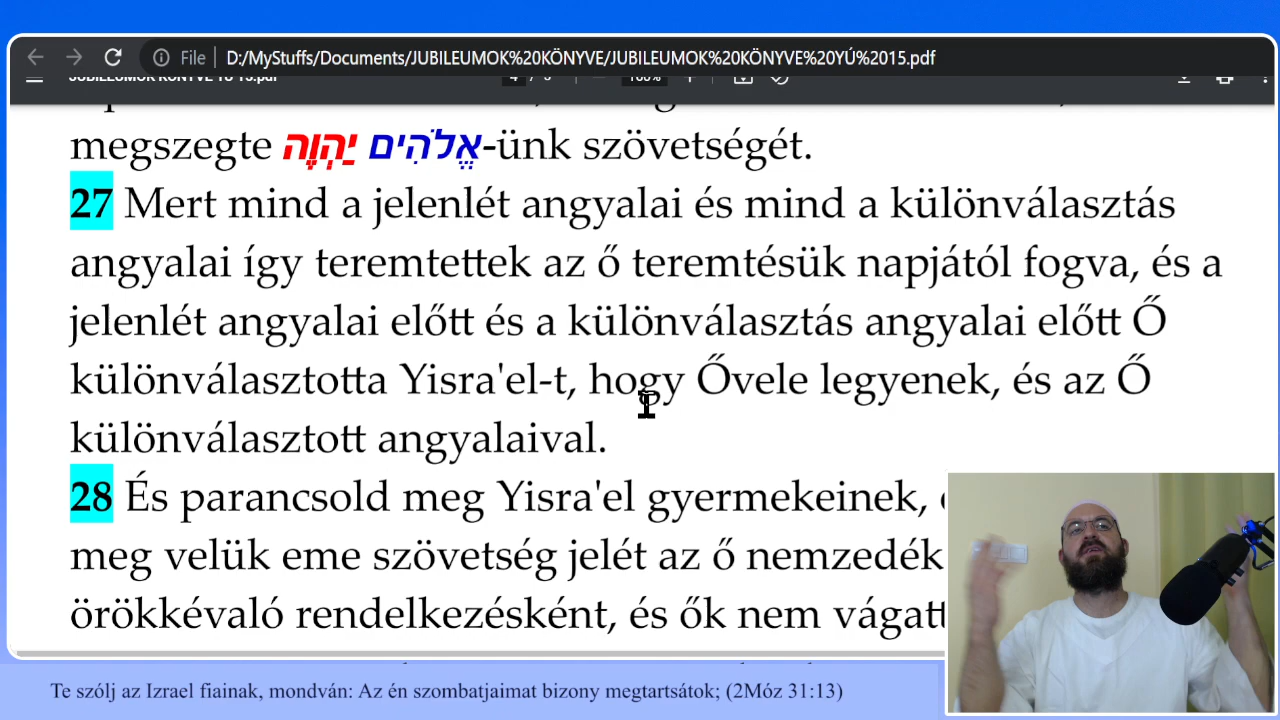 File D:/MyStuffs/Documents/JUBILEUMOK%20KÖNYVE/JUBILEUMOK%20KÖNYVE%20YÚ%2015.pdf
megszegte יַהְוֶה אֱלֹהִים-ünk szövetségét.
27 Mert mind a jelenlét angyalai és mind a különválasztás
angyalai így teremtettek az ő teremtésük napjától fogva, és a
jelenlét angyalai előtt és a különválasztás angyalai előtt Ő
különválasztotta Yisra'el-t, hogy Ővele legyenek, és az Ő
különválasztott angyalaival.
28 És parancsold meg Yisra'el gyermekeinek,
meg velük eme szövetség jelét az ő nemzedék
örökkévaló rendelkezésként, és ők nem vágatt
Te szólj az Izrael fiainak, mondván: Az én szombatjaimat bizony megtartsátok; (2Móz 31:13)